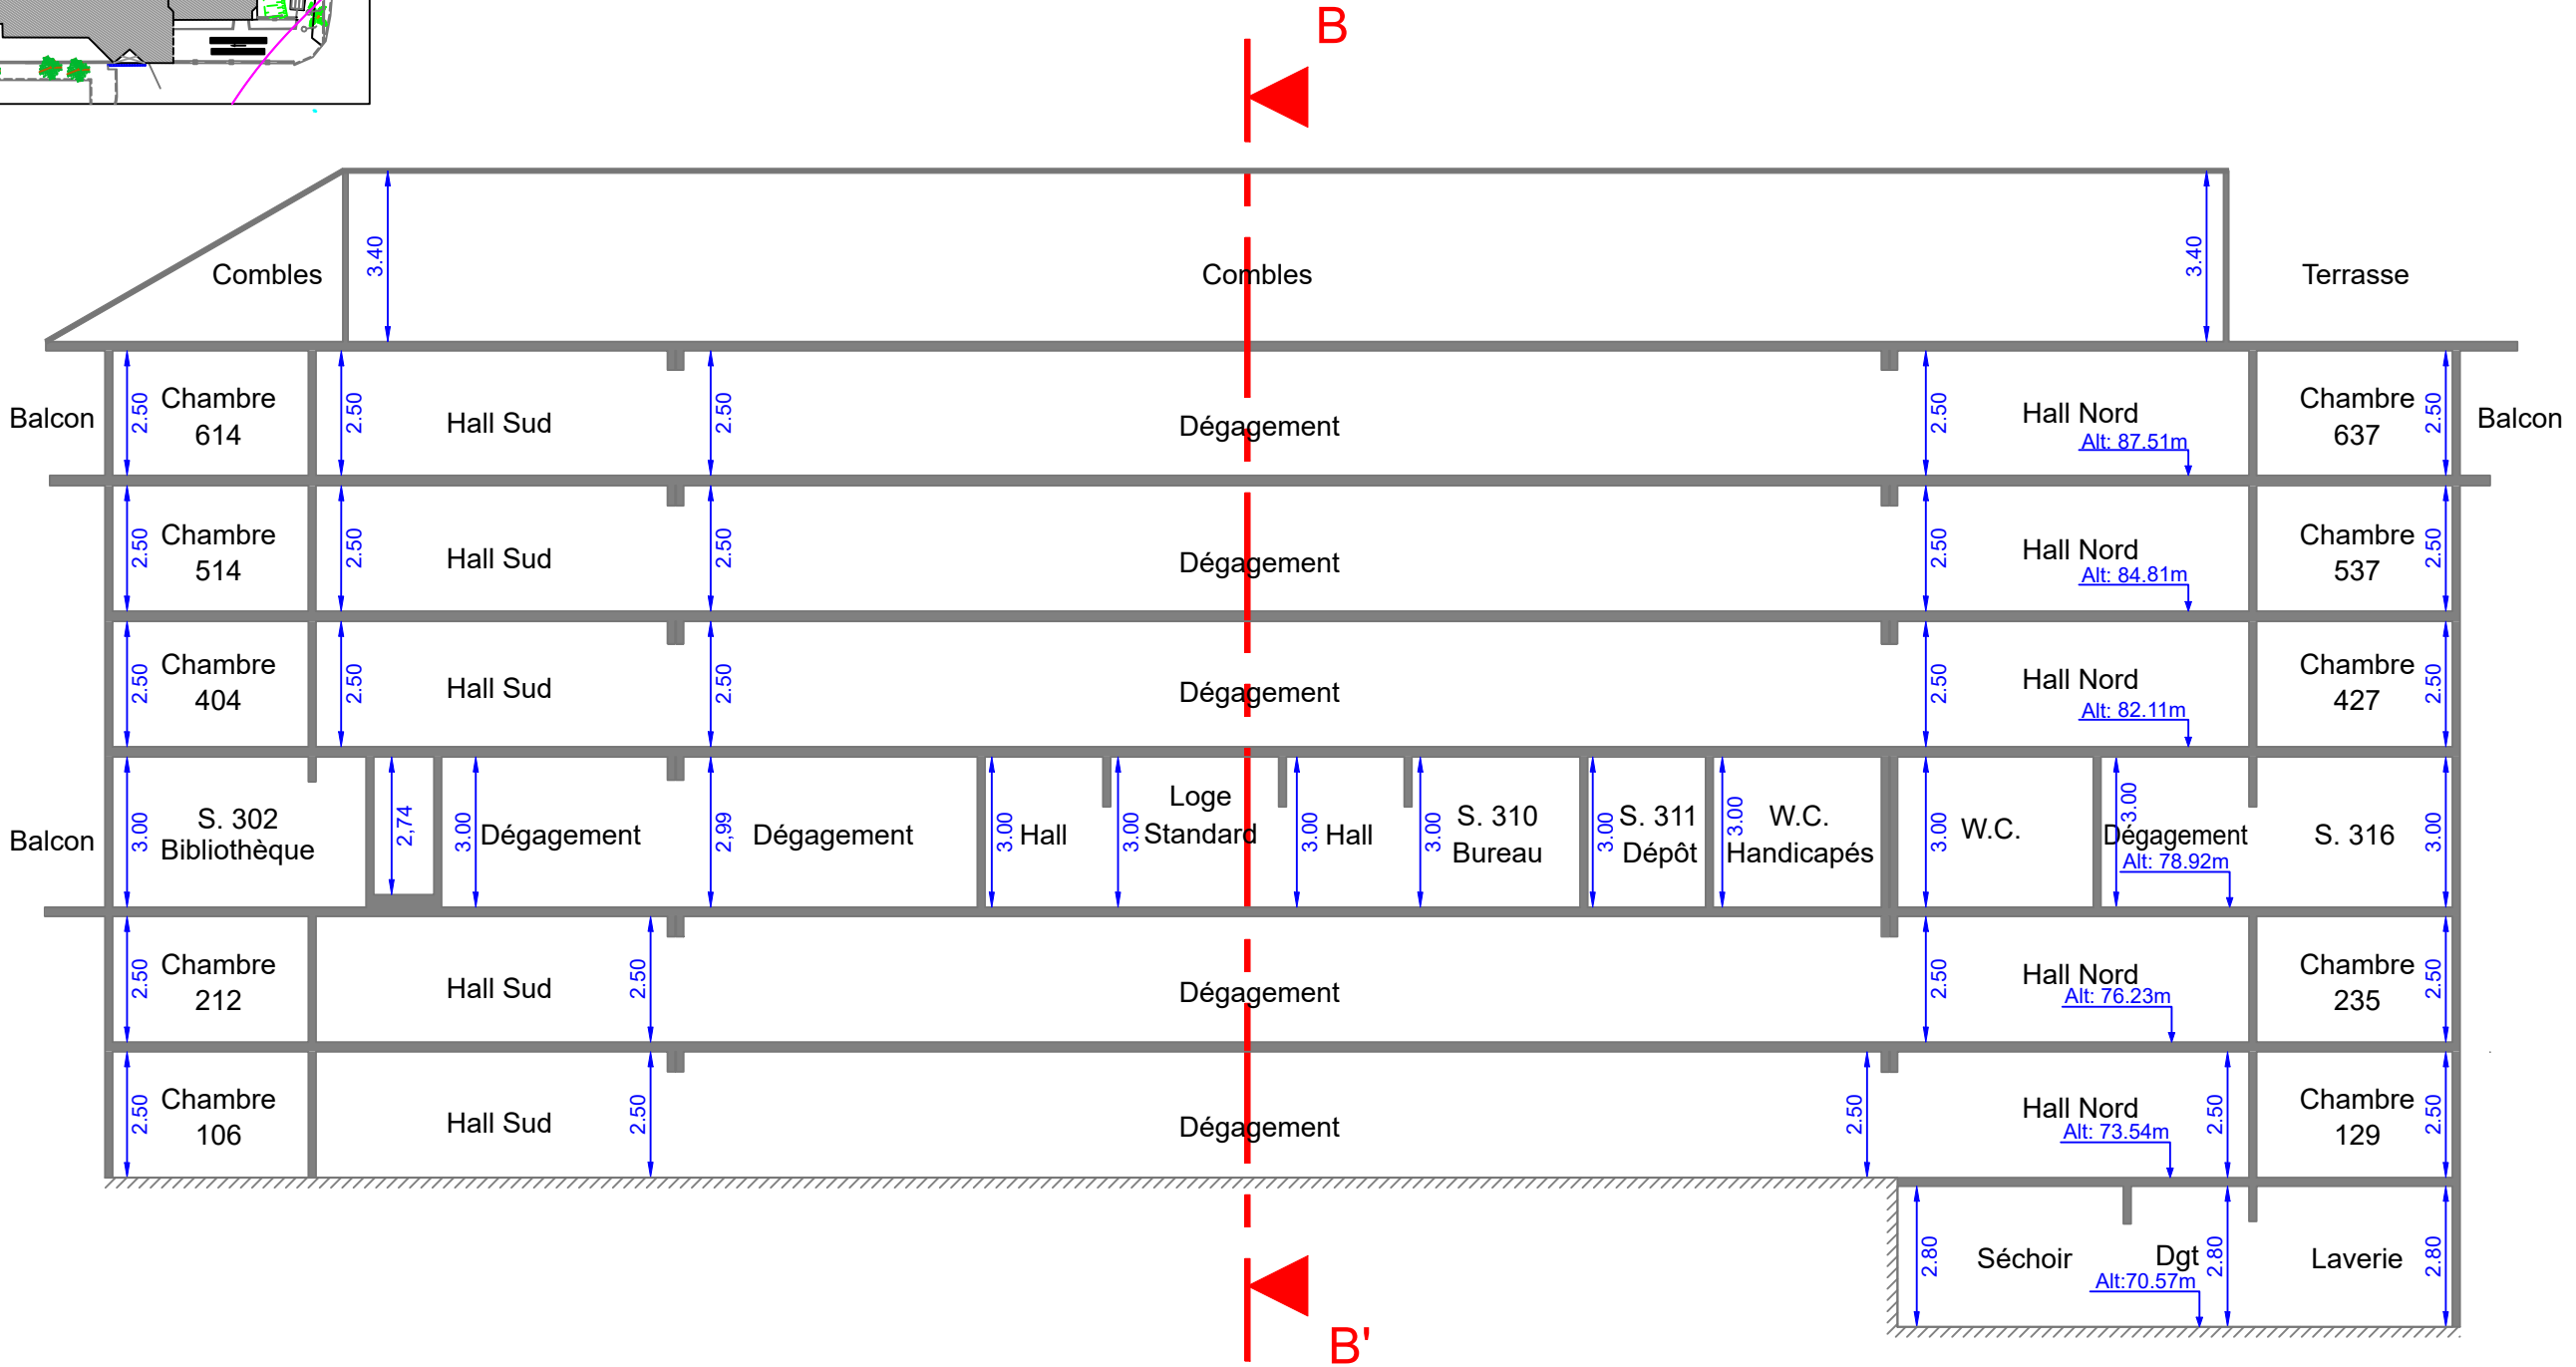 B
Combles
3.40
Combles
3.40
Terrasse
Balcon
2.50
Chambre
614
2.50
Hall Sud
2.50
Dégagement
2.50
Hall Nord
Alt: 87.51m
Chambre
637
2.50
Balcon
2.50
Chambre
514
2.50
Hall Sud
2.50
Dégagement
2.50
Hall Nord
Alt: 84.81m
Chambre
537
2.50
2.50
Chambre
404
2.50
Hall Sud
2.50
Dégagement
2.50
Hall Nord
Alt: 82.11m
Chambre
427
2.50
Balcon
3.00
S. 302
Bibliothèque
2,74
3.00
Dégagement
2,99
Dégagement
3.00
Hall
3.00
Loge
Standard
3.00
Hall
3.00
S. 310
Bureau
3.00
S. 311
Dépôt
3.00
W.C.
Handicapés
3.00
W.C.
3.00
Dégagement
Alt: 78.92m
S. 316
3.00
2.50
Chambre
212
Hall Sud
2.50
Dégagement
2.50
Hall Nord
Alt: 76.23m
Chambre
235
2.50
2.50
Chambre
106
Hall Sud
2.50
Dégagement
2.50
Hall Nord
Alt: 73.54m
2.50
Chambre
129
2.50
2.80
Séchoir
Dgt
Alt:70.57m
2.80
Laverie
2.80
B'